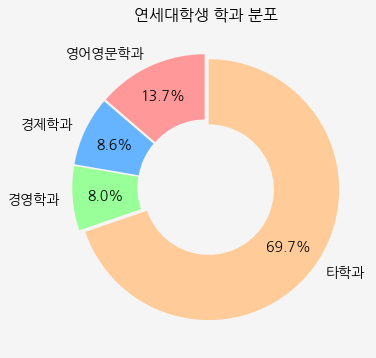 연세대학생 학과 분포
영어영문학과
13.7%
경제학과
8.6%
경영학과
8.0%
69.7%
타학과